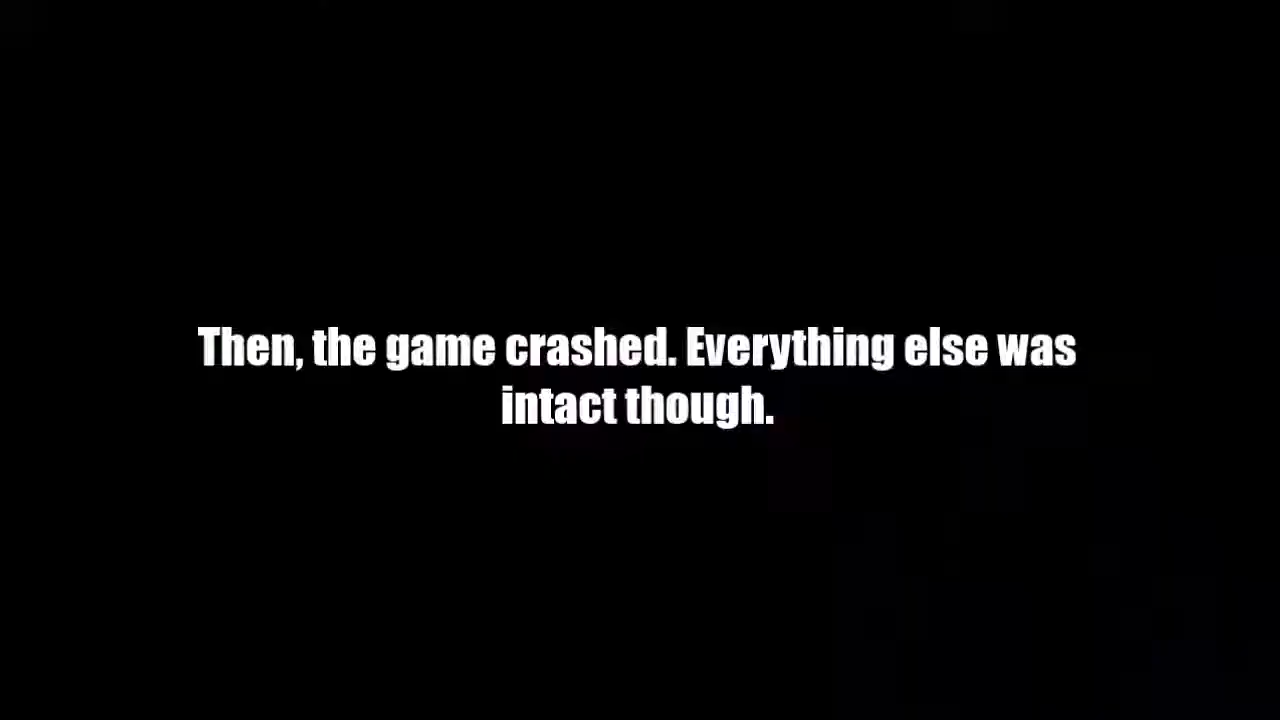 Then, the game crashed. Everything else was
intact though.